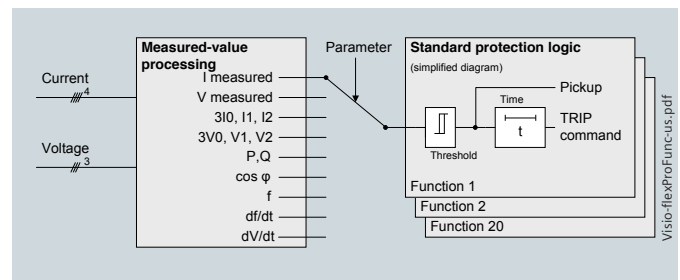 Measured-value
processing
I measured
V measured
3I0, I1, I2
3V0, V1, V2
P,Q
cos φ
f
df/dt
dV/dt
Current
4
Voltage
3
Parameter
Standard protection logic
(simplified diagram)
Pickup
Time
t
TRIP
command
Threshold
Function 1
Function 2
Function 20
Visio-flexProFunc-us.pdf